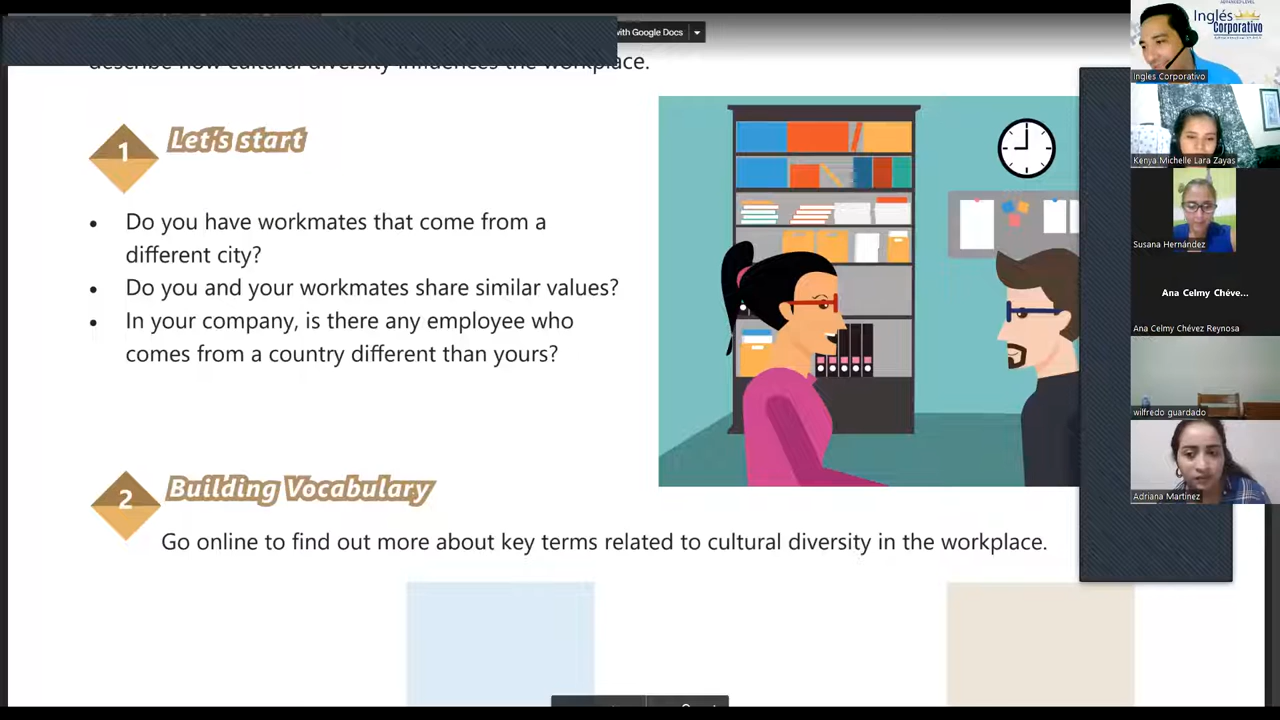 with Google Docs
describe how cultural diversity influences the workplace.
1
Let's start
• Do you have workmates that come from a
different city?
• Do you and your workmates share similar values?
• In your company, is there any employee who
comes from a country different than yours?
2
Building Vocabulary
Go online to find out more about key terms related to cultural diversity in the workplace.
ADVANCED LEVEL
Inglés
Corporativo
Ingles Corporativo
Kenya Michelle Lara Zayas
Susana Hernández
Ana Celmy Chéve...
Ana Celmy Chévez Reynosa
wilfredo guardado
Adriana Martínez